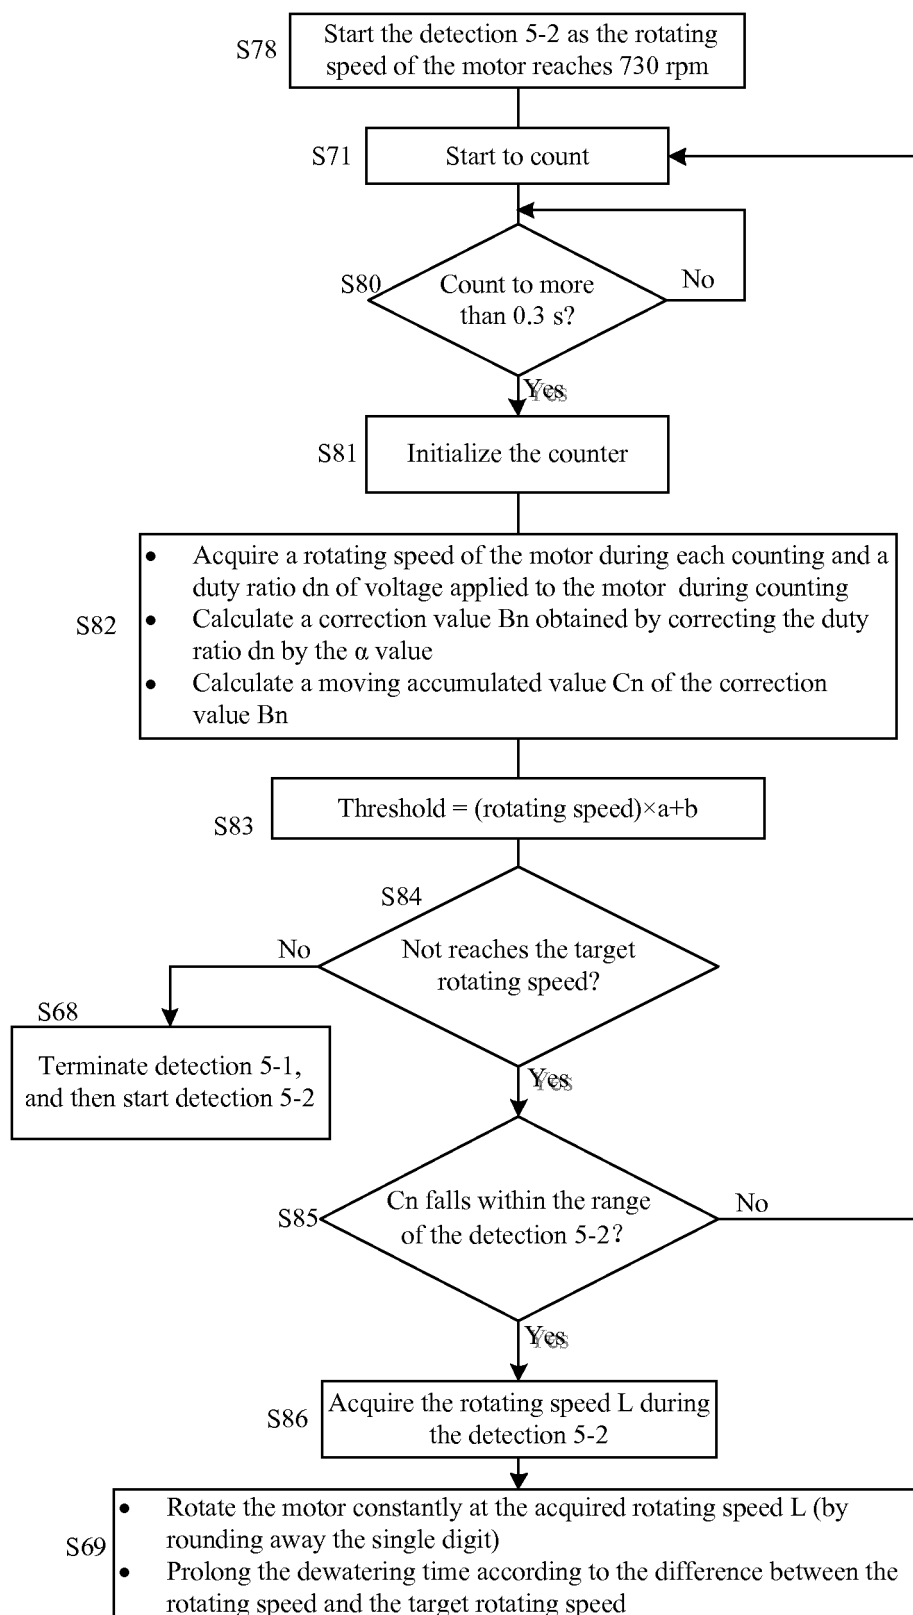 S78
Start the detection 5-2 as the rotating
speed of the motor reaches 730 rpm
S71
Start to count
S80
Count to more
than 0.3 s?
No
Yes
S81
Initialize the counter
S82
• Acquire a rotating speed of the motor during each counting and a
duty ratio dn of voltage applied to the motor during counting
• Calculate a correction value Bn obtained by correcting the duty
ratio dn by the α value
• Calculate a moving accumulated value Cn of the correction
value Bn
S83
Threshold = (rotating speed)×a+b
S84
Not reaches the target
rotating speed?
No
S68
Terminate detection 5-1,
and then start detection 5-2
Yes
S85
Cn falls within the range
of the detection 5-2?
No
Yes
S86
Acquire the rotating speed L during
the detection 5-2
S69
• Rotate the motor constantly at the acquired rotating speed L (by
rounding away the single digit)
• Prolong the dewatering time according to the difference between the
rotating speed and the target rotating speed